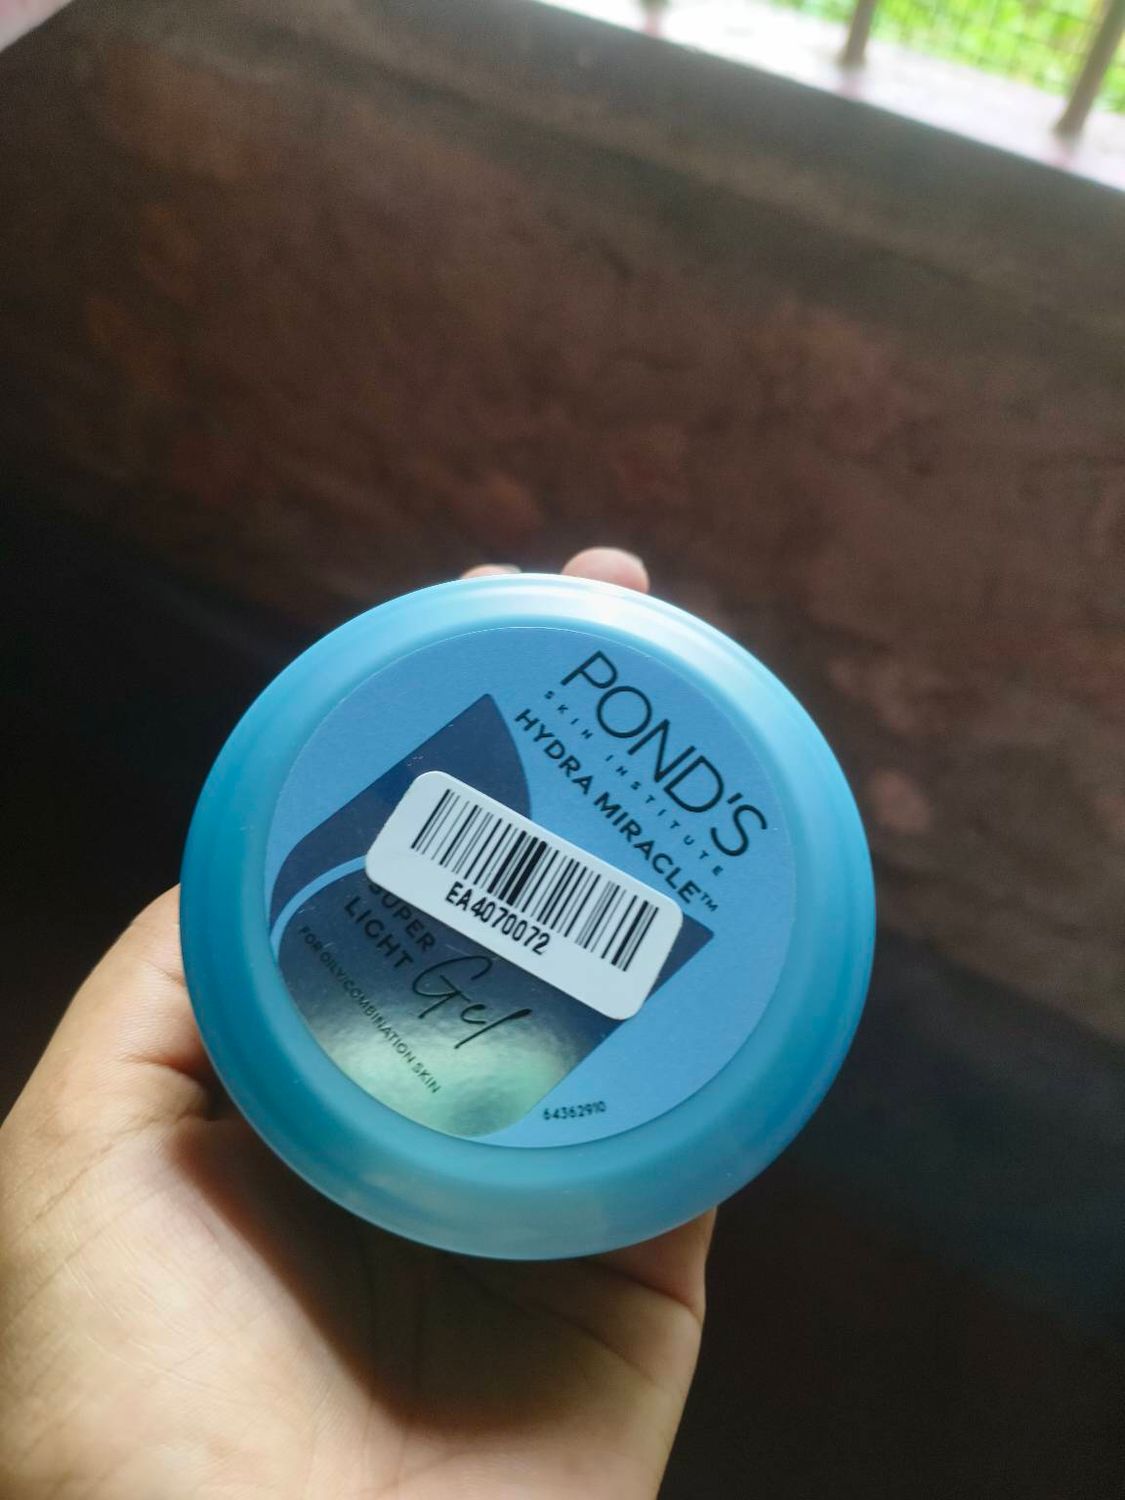 POND'S
SKIN INSTITUTE
HYDRA MIRACLE™
EA4070072
SUPER
LIGHT Gel
FOR OILY/COMBINATION SKIN
64362910